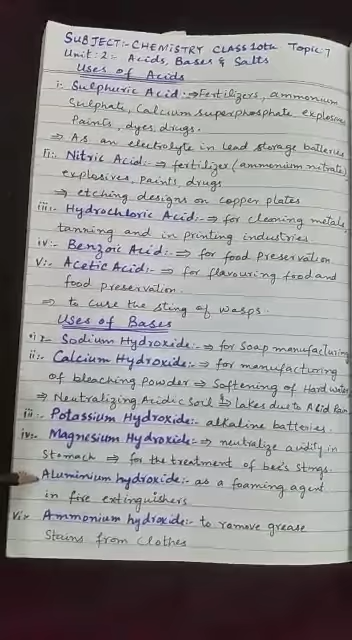 SUBJECT:- CHEMISTRY CLASS 10th Topic 7
Unit:2:- Acids, Bases & Salts
Uses of Acids
i:- Sulphuric Acid:⇒ Fertilizers, ammonium
Sulphate, Calcium superphosphate explosive
Paints, dyes, drugs.
⇒ As an electrolyte in lead storage batteries
ii:- Nitric Acid:- ⇒ fertilizer (ammonium nitrate)
explosives, paints, drugs
⇒ etching designs on copper plates
iii:- Hydrochloric Acid:- ⇒ for cleaning metals,
tanning and in printing industries.
iv:- Benzoic Acid:- ⇒ for food preservation
v:- Acetic Acid:- ⇒ for flavouring food and
food preservation.
⇒ to cure the sting of wasps.
Uses of Bases
i:- Sodium Hydroxide:- ⇒ for Soap manufacturing
ii:- Calcium Hydroxide:- ⇒ for manufacturing
of bleaching powder ⇒ Softening of Hard water
⇒ Neutralizing Acidic Soil & Lakes due to Acid Rain
iii:- Potassium Hydroxide:- alkaline batteries.
iv:- Magnesium Hydroxide:- ⇒ neutralize acidity in
Stomach ⇒ for the treatment of bee's stings.
Aluminium hydroxide:- as a foaming agent
in fire extinguishers
vi:- Ammonium hydroxide:- to remove grease
Stains from clothes